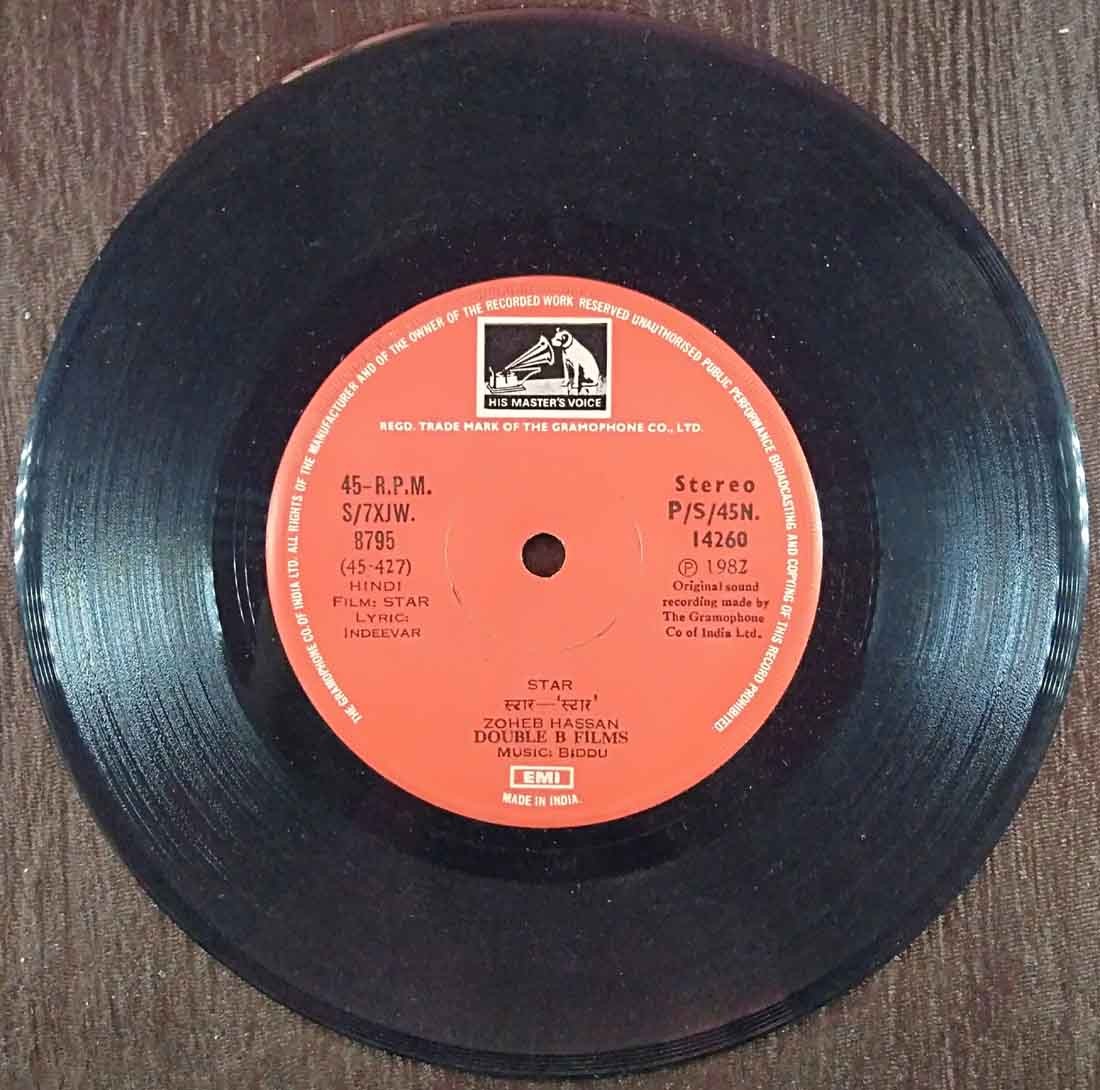 THE GRAMOPHONE CO. OF INDIA LTD. ALL RIGHTS OF THE MANUFACTURER AND OF THE OWNER OF THE RECORDED WORK RESERVED UNAUTHORISED PUBLIC PERFORMANCE BROADCASTING AND COPYING OF THIS RECORD PROHIBITED.
HIS MASTER'S VOICE
REGD. TRADE MARK OF THE GRAMOPHONE CO., LTD.
45-R.P.M.
S/7XJW.
8795
(45-427)
HINDI
FILM: STAR
LYRIC:
INDEEVAR
Stereo
P/S/45N.
14260
Ⓟ 1982
Original sound
recording made by
The Gramophone
Co of India Ltd.
STAR
स्टार—'स्टार'
ZOHEB HASSAN
DOUBLE B FILMS
MUSIC: BIDDU
EMI
MADE IN INDIA.